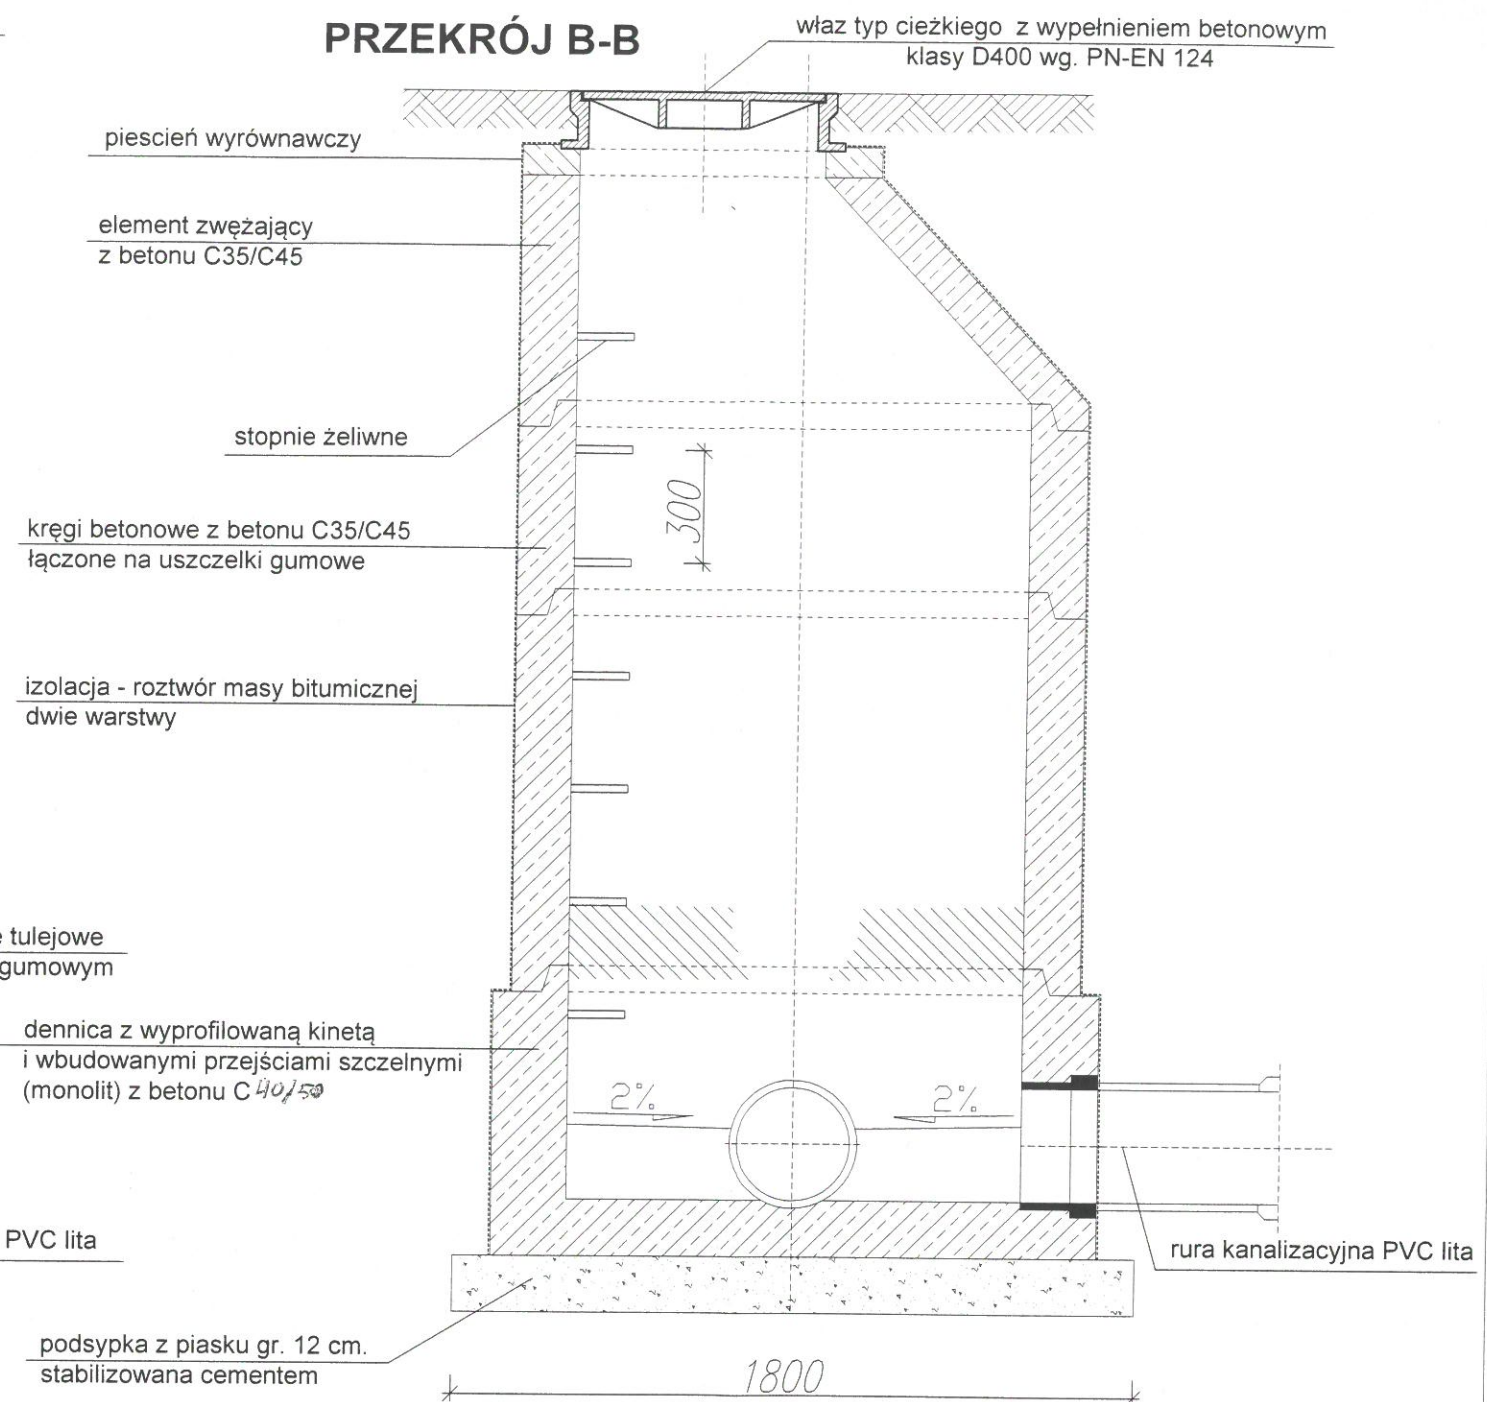 PRZEKRÓJ B-B
właz typ cieżkiego z wypełnieniem betonowym
klasy D400 wg. PN-EN 124
piescień wyrównawczy
element zwężający
z betonu C35/C45
stopnie żeliwne
300
kręgi betonowe z betonu C35/C45
łączone na uszczelki gumowe
izolacja - roztwór masy bitumicznej
dwie warstwy
tulejowe
gumowym
dennica z wyprofilowaną kinetą
i wbudowanymi przejściami szczelnymi
(monolit) z betonu C 40/50
2%
2%
PVC lita
rura kanalizacyjna PVC lita
podsypka z piasku gr. 12 cm.
stabilizowana cementem
1800